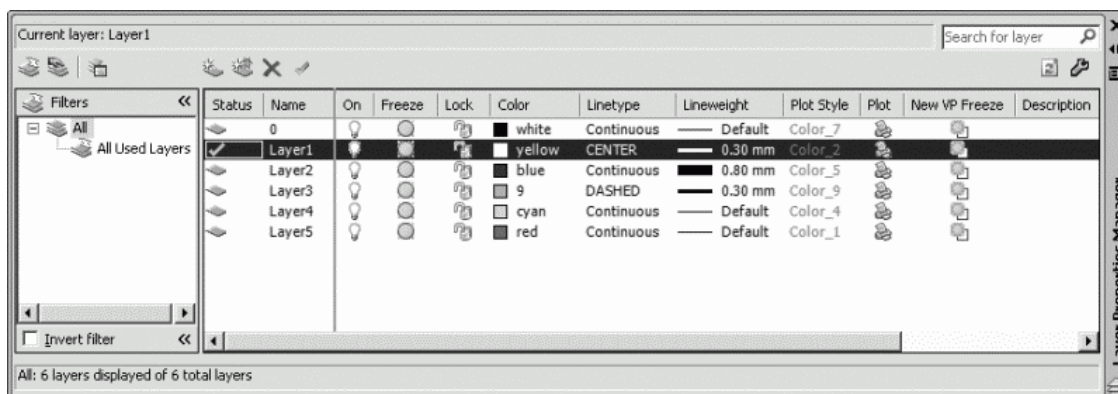 Current layer: Layer1
Search for layer
Filters
Status Name On Freeze Lock Color Linetype Lineweight Plot Style Plot New VP Freeze Description
All
All Used Layers
0 white Continuous Default Color_7
Layer1 yellow CENTER 0.30 mm Color_2
Layer2 blue Continuous 0.80 mm Color_5
Layer3 9 DASHED 0.30 mm Color_9
Layer4 cyan Continuous Default Color_4
Layer5 red Continuous Default Color_1
Invert filter
All: 6 layers displayed of 6 total layers
Layer Properties Manager